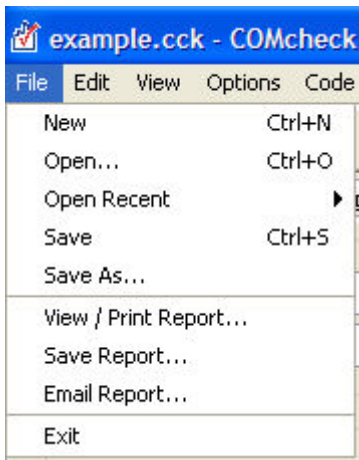 example.cck - COMcheck
File Edit View Options Code
New Ctrl+N
Open... Ctrl+O
Open Recent
Save Ctrl+S
Save As...
View / Print Report...
Save Report...
Email Report...
Exit